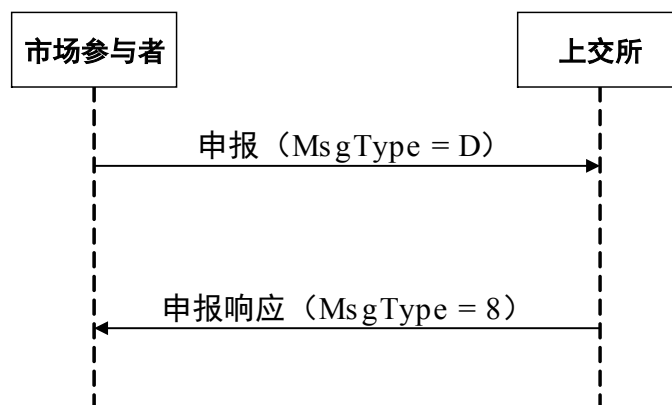 市场参与者
上交所
申报（MsgType = D）
申报响应（MsgType = 8）